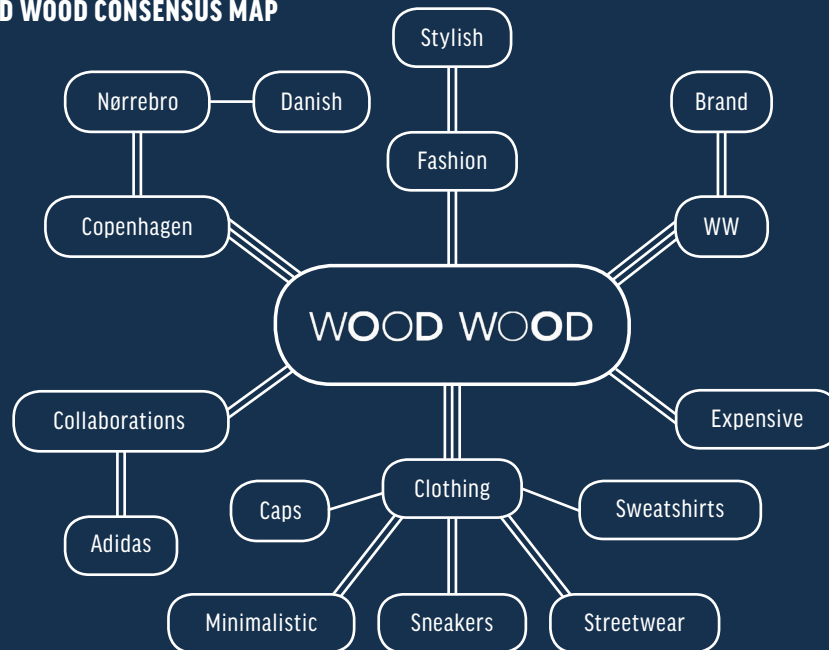 D WOOD CONSENSUS MAP
Stylish
Nørrebro
Danish
Brand
Fashion
Copenhagen
WW
WOOD WOOD
Collaborations
Expensive
Clothing
Caps
Sweatshirts
Adidas
Minimalistic
Sneakers
Streetwear